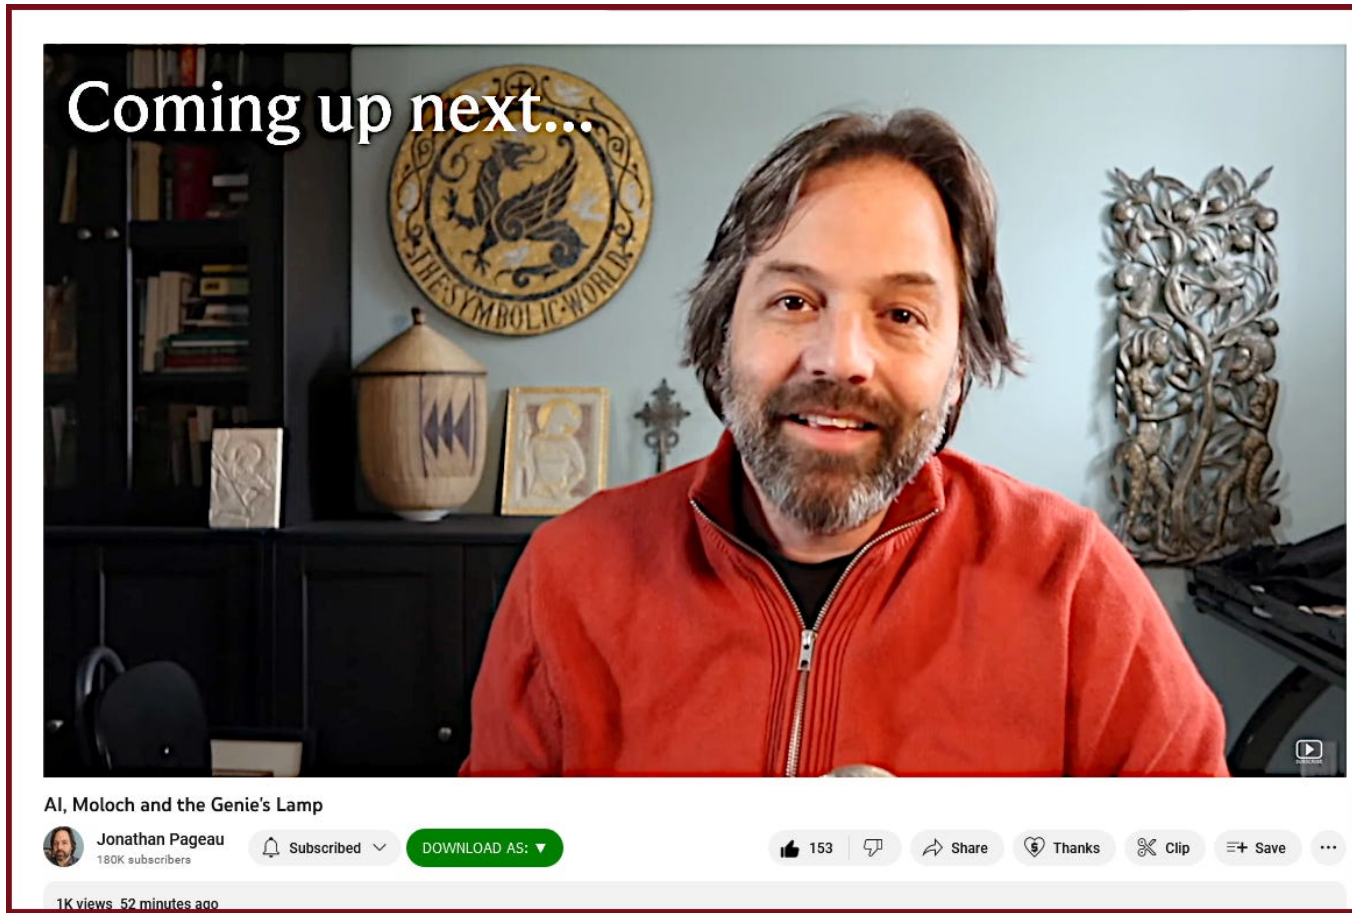 Coming up next...
THE·SYMBOLIC·WORLD
SUBSCRIBE
AI, Moloch and the Genie's Lamp
Jonathan Pageau
180K subscribers
Subscribed
DOWNLOAD AS: ▼
153
Share
Thanks
Clip
Save
1K views 52 minutes ago